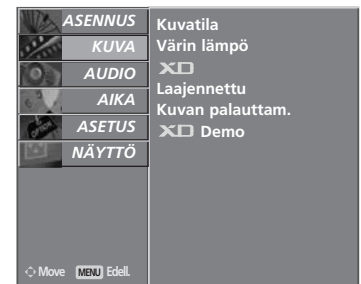 ASENNUS
KUVA
AUDIO
AIKA
ASETUS
NÄYTTÖ
Kuvatila
Värin lämpö
XD
Laajennettu
Kuvan palauttam.
XD Demo
Move MENU Edell.